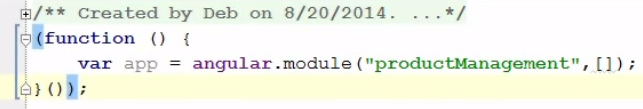 /** Created by Deb on 8/20/2014. ...*/
(function () {
    var app = angular.module("productManagement",[]);
}());